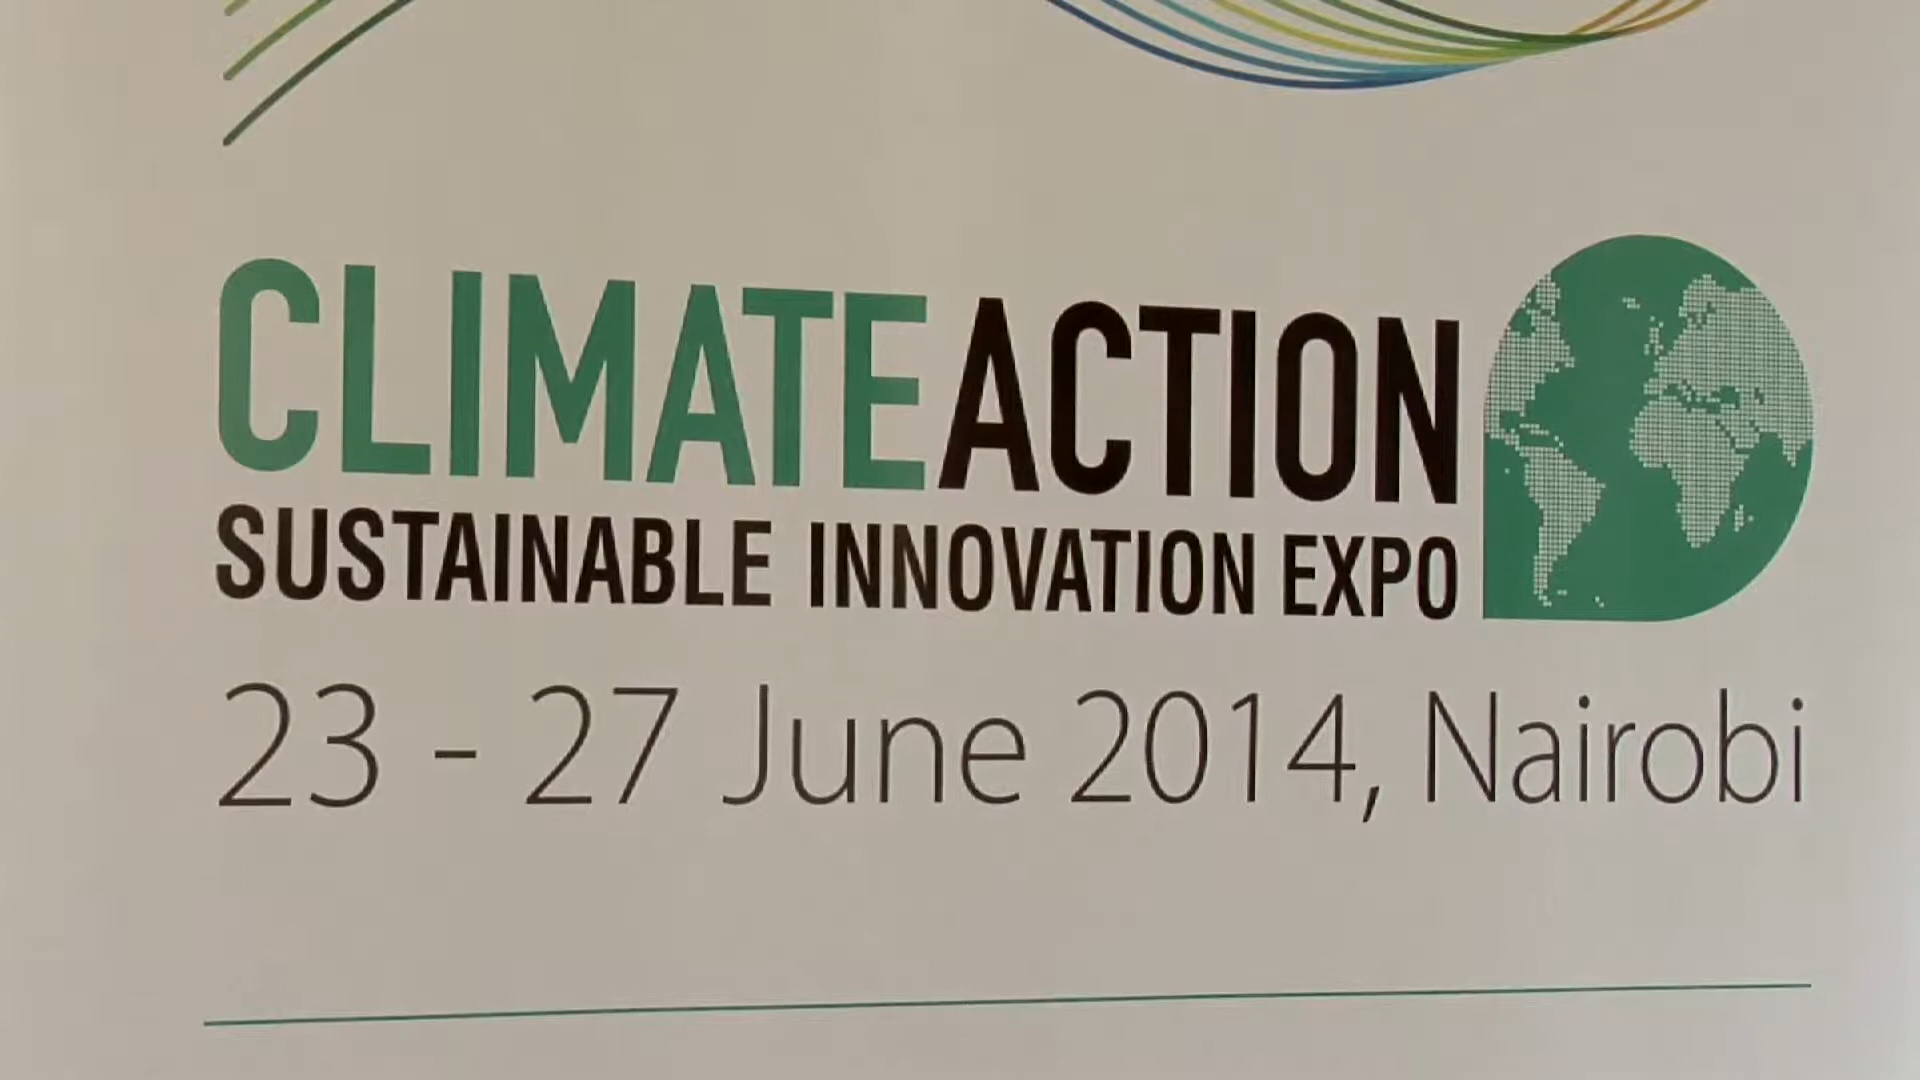 CLIMATEACTION
SUSTAINABLE INNOVATION EXPO
23 - 27 June 2014, Nairobi